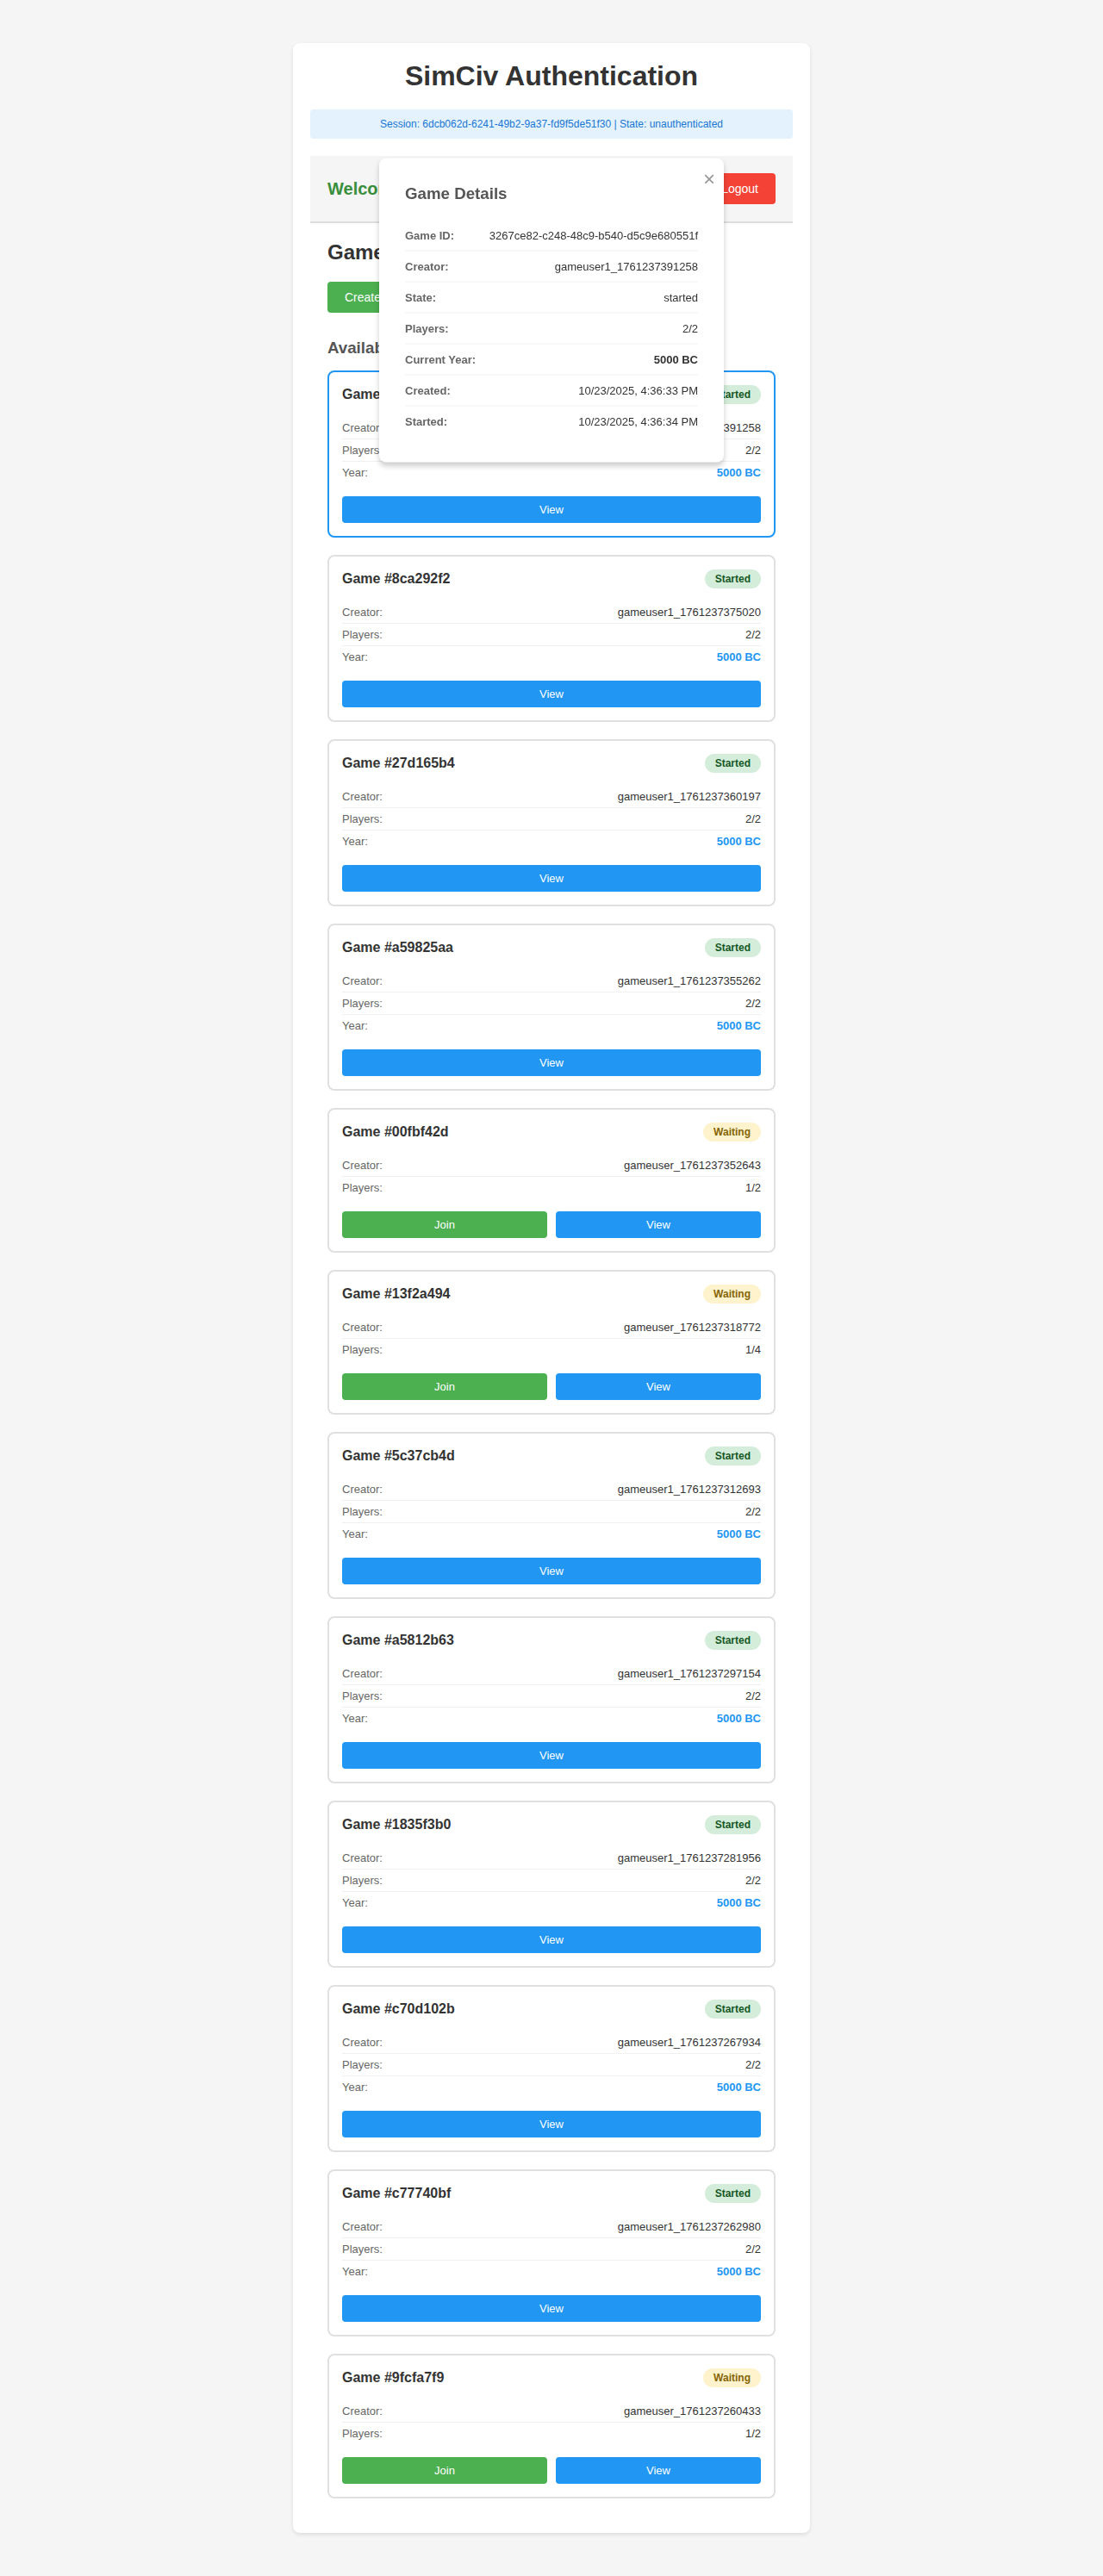 SimCiv Authentication
Session: 6dcb062d-6241-49b2-9a37-fd9f5de51f30 | State: unauthenticated
×
Logout
Game Details
Game ID: 3267ce82-c248-48c9-b540-d5c9e680551f
Creator: gameuser1_1761237391258
State: started
Players: 2/2
Current Year: 5000 BC
Created: 10/23/2025, 4:36:33 PM
Started: 10/23/2025, 4:36:34 PM
Game
Create
Game
Players 2/2
Year: 5000 BC
View
Game #8ca292f2 Started
Creator: gameuser1_1761237375020
Players: 2/2
Year: 5000 BC
View
Game #27d165b4 Started
Creator: gameuser1_1761237360197
Players: 2/2
Year: 5000 BC
View
Game #a59825aa Started
Creator: gameuser1_1761237355262
Players: 2/2
Year: 5000 BC
View
Game #00fbf42d Waiting
Creator: gameuser_1761237352643
Players: 1/2
Join View
Game #13f2a494 Waiting
Creator: gameuser_1761237318772
Players: 1/4
Join View
Game #5c37cb4d Started
Creator: gameuser1_1761237312693
Players: 2/2
Year: 5000 BC
View
Game #a5812b63 Started
Creator: gameuser1_1761237297154
Players: 2/2
Year: 5000 BC
View
Game #1835f3b0 Started
Creator: gameuser1_1761237281956
Players: 2/2
Year: 5000 BC
View
Game #c70d102b Started
Creator: gameuser1_1761237267934
Players: 2/2
Year: 5000 BC
View
Game #c77740bf Started
Creator: gameuser1_1761237262980
Players: 2/2
Year: 5000 BC
View
Game #9fcfa7f9 Waiting
Creator: gameuser_1761237260433
Players: 1/2
Join View